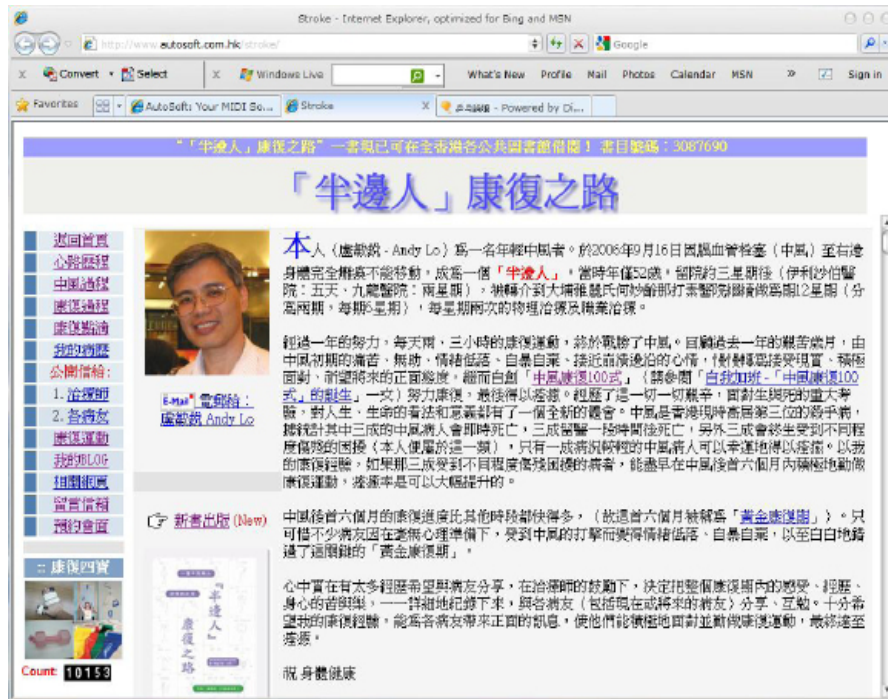 Stroke - Internet Explorer, optimized for Bing and MSN
http://www.autosoft.com.hk/stroke/
Google
x Convert Select x Windows Live What's New Profile Mail Photos Calendar MSN » Sign in
Favorites AutoSoft: Your MIDI So... Stroke X - Powered by Di...
"「半邊人」康復之路"一書現已可在全香港各公共圖書館借閱！書目號碼：3087690
「半邊人」康復之路
返回首頁
心路歷程
中風過程
康復過程
康復點滴
我的病歷
公開信給:
1. 治療師
2. 各病友
康復運動
我的BLOG
相關網頁
留言信箱
預約會面
:: 康復四寶
Count: 10153
E-Mail 電郵給：
盧敏銳 Andy Lo
新書出版 (New)
「半邊人」
康復之路
本人（盧敏銳 - Andy Lo）為一名年輕中風者。於2006年9月16日因腦血管栓塞（中風）至右邊
身體完全癱瘓不能移動，成為一個「半邊人」，當時年僅52歲。留院約三星期後（伊利沙伯醫
院：五天、九龍醫院：兩星期），被轉介到大埔雅麗氏何妙齡那打素醫院繼續做為期12星期（分
為兩期，每期6星期），每星期兩次的物理治療及職業治療。
經過一年的努力，每天兩、三小時的康復運動，終於戰勝了中風。回顧過去一年的艱苦歲月，由
中風初期的痛苦、無助、情緒低落、自暴自棄、接近崩潰邊沿的心情，慢慢轉為接受現實、積極
面對、祈望將來的正面態度，繼而自創「中風康復100式」（請參閱「自我加班 -「中風康復100
式」的誕生」一文）努力康復，最後得以痊癒。經歷了這一切一切艱辛，面對生與死的重大考
驗，對人生、生命的看法和意義都有了一個全新的體會。中風是香港現時高居第三位的殺手病，
據統計其中三成的中風病人會即時死亡，三成留醫一段時間後死亡，另外三成會終生受到不同程
度傷殘的困擾（本人便屬於這一類），只有一成病況較輕的中風病人可以幸運地得以痊癒。以我
的康復經驗，如果那三成受到不同程度傷殘困擾的病者，能盡早在中風後首六個月內積極地勤做
康復運動，痊癒率是可以大幅提升的。
中風後首六個月的康復進度比其他時段都快得多，（故這首六個月被稱為「黃金康復期」）。只
可惜不少病友因在毫無心理準備下，受到中風的打擊而變得情緒低落、自暴自棄，以至白白地錯
過了這關鍵的「黃金康復期」。
心中實在有太多經歷希望與病友分享，在治療師的鼓勵下，決定把整個康復期內的感受、經歷、
身心的苦與樂，一一詳細地紀錄下來，與各病友（包括現在或將來的病友）分享、互勉。十分希
望我的康復經驗，能為各病友帶來正面的訊息，使他們能積極地面對並勤做康復運動，最終達至
痊癒。
祝 身體健康